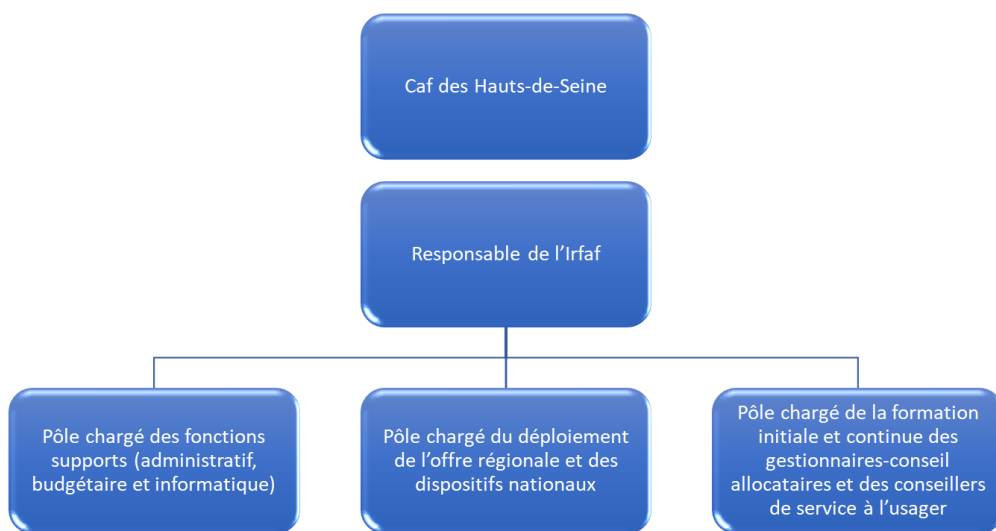 Caf des Hauts-de-Seine
Responsable de l’Irfaf
Pôle chargé des fonctions
supports (administratif,
budgétaire et informatique)
Pôle chargé du déploiement
de l’offre régionale et des
dispositifs nationaux
Pôle chargé de la formation
initiale et continue des
gestionnaires-conseil
allocataires et des conseillers
de service à l’usager